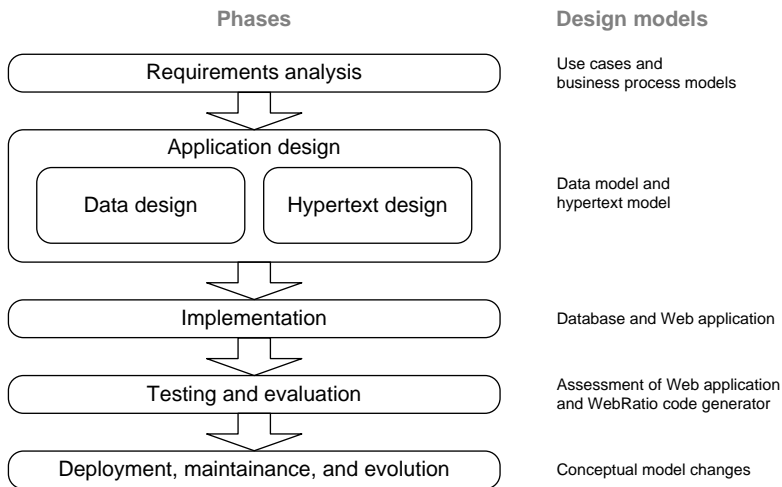 Phases
Design models
Requirements analysis
Use cases and
business process models
Application design
Data design
Hypertext design
Data model and
hypertext model
Implementation
Database and Web application
Testing and evaluation
Assessment of Web application
and WebRatio code generator
Deployment, maintainance, and evolution
Conceptual model changes